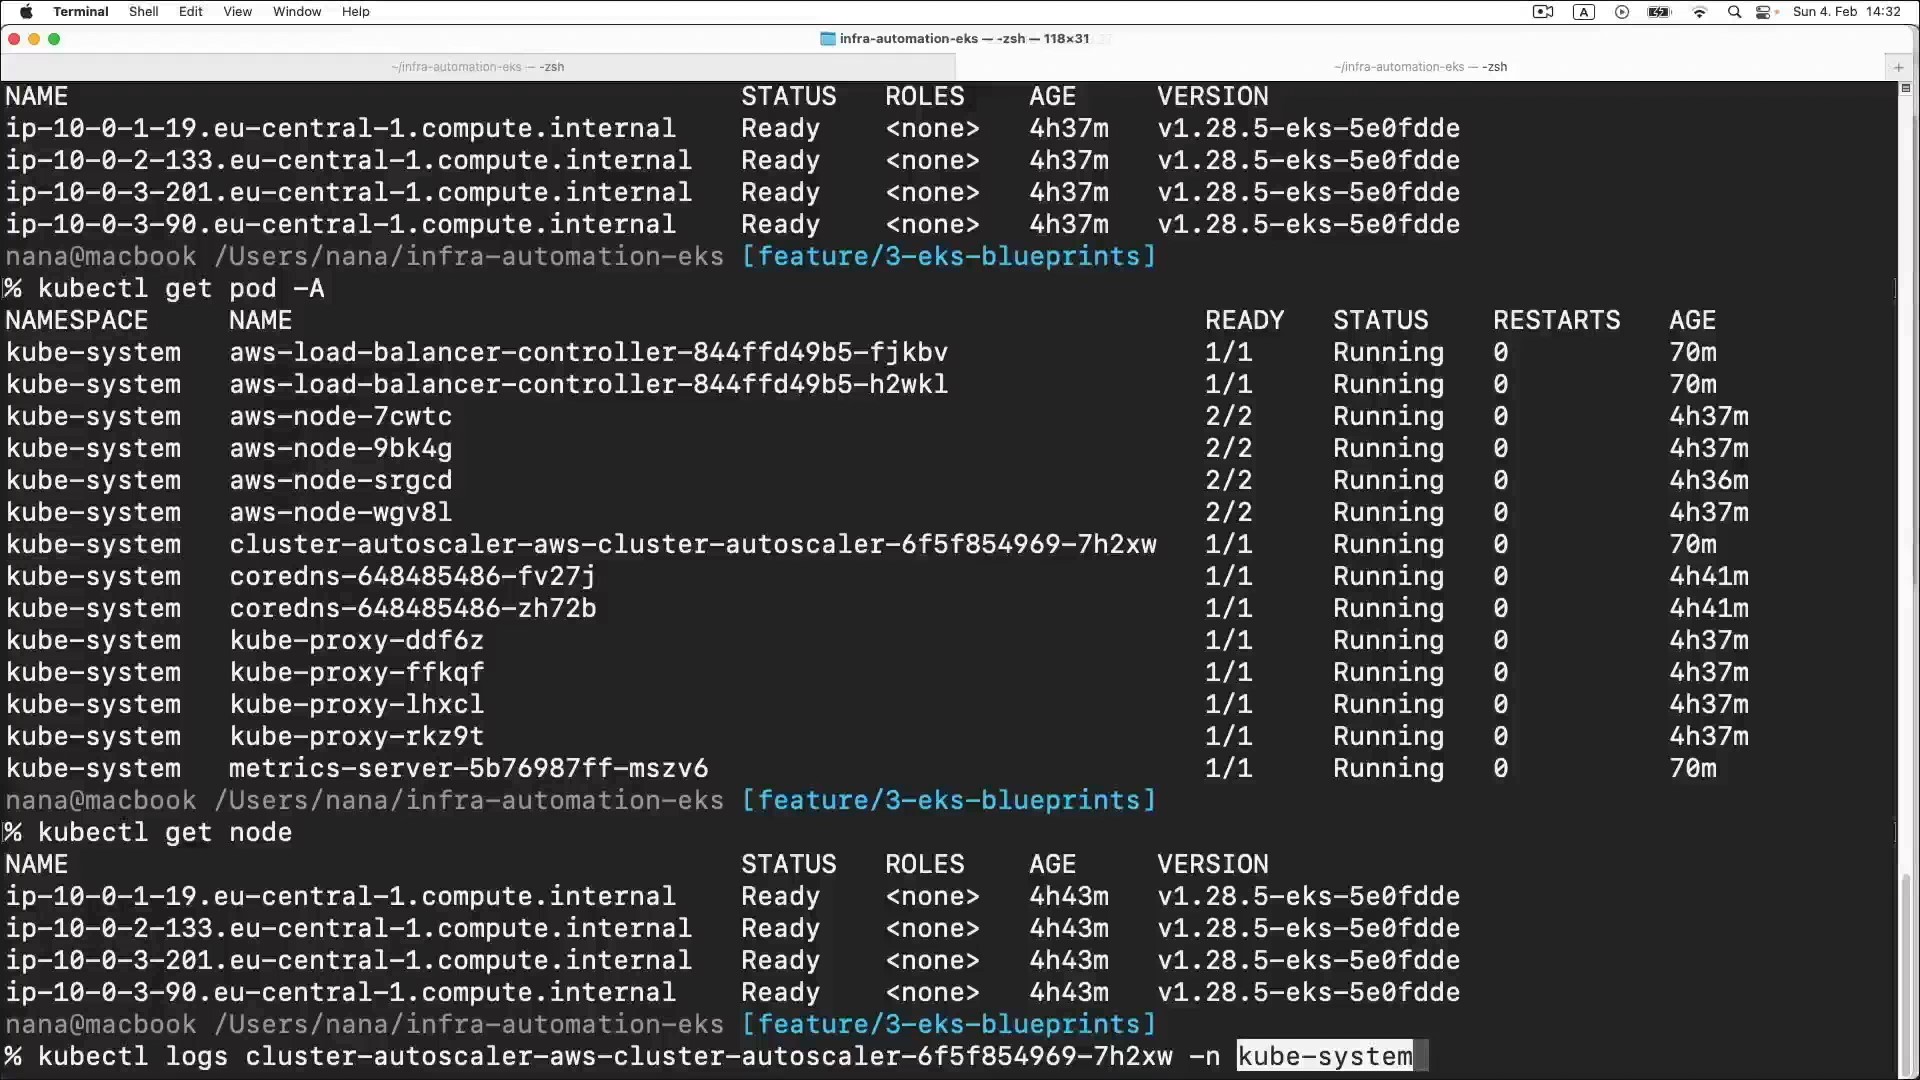 Terminal Shell Edit View Window Help A Sun 4. Feb 14:32
infra-automation-eks — -zsh — 118×31
~/infra-automation-eks — -zsh ~/infra-automation-eks — -zsh +
NAME STATUS ROLES AGE VERSION
ip-10-0-1-19.eu-central-1.compute.internal Ready <none> 4h37m v1.28.5-eks-5e0fdde
ip-10-0-2-133.eu-central-1.compute.internal Ready <none> 4h37m v1.28.5-eks-5e0fdde
ip-10-0-3-201.eu-central-1.compute.internal Ready <none> 4h37m v1.28.5-eks-5e0fdde
ip-10-0-3-90.eu-central-1.compute.internal Ready <none> 4h37m v1.28.5-eks-5e0fdde
nana@macbook /Users/nana/infra-automation-eks [feature/3-eks-blueprints]
% kubectl get pod -A
NAMESPACE NAME READY STATUS RESTARTS AGE
kube-system aws-load-balancer-controller-844ffd49b5-fjkbv 1/1 Running 0 70m
kube-system aws-load-balancer-controller-844ffd49b5-h2wkl 1/1 Running 0 70m
kube-system aws-node-7cwtc 2/2 Running 0 4h37m
kube-system aws-node-9bk4g 2/2 Running 0 4h37m
kube-system aws-node-srgcd 2/2 Running 0 4h36m
kube-system aws-node-wgv8l 2/2 Running 0 4h37m
kube-system cluster-autoscaler-aws-cluster-autoscaler-6f5f854969-7h2xw 1/1 Running 0 70m
kube-system coredns-648485486-fv27j 1/1 Running 0 4h41m
kube-system coredns-648485486-zh72b 1/1 Running 0 4h41m
kube-system kube-proxy-ddf6z 1/1 Running 0 4h37m
kube-system kube-proxy-ffkqf 1/1 Running 0 4h37m
kube-system kube-proxy-lhxcl 1/1 Running 0 4h37m
kube-system kube-proxy-rkz9t 1/1 Running 0 4h37m
kube-system metrics-server-5b76987ff-mszv6 1/1 Running 0 70m
nana@macbook /Users/nana/infra-automation-eks [feature/3-eks-blueprints]
% kubectl get node
NAME STATUS ROLES AGE VERSION
ip-10-0-1-19.eu-central-1.compute.internal Ready <none> 4h43m v1.28.5-eks-5e0fdde
ip-10-0-2-133.eu-central-1.compute.internal Ready <none> 4h43m v1.28.5-eks-5e0fdde
ip-10-0-3-201.eu-central-1.compute.internal Ready <none> 4h43m v1.28.5-eks-5e0fdde
ip-10-0-3-90.eu-central-1.compute.internal Ready <none> 4h43m v1.28.5-eks-5e0fdde
nana@macbook /Users/nana/infra-automation-eks [feature/3-eks-blueprints]
% kubectl logs cluster-autoscaler-aws-cluster-autoscaler-6f5f854969-7h2xw -n kube-system